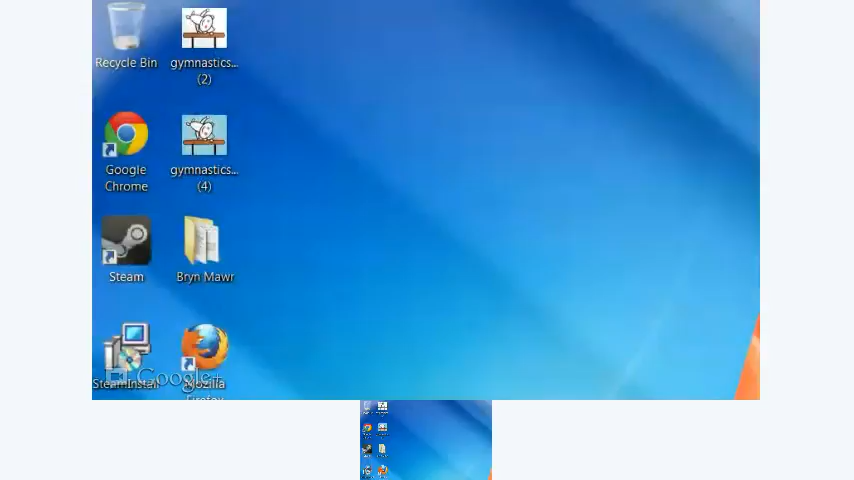 Recycle Bin
gymnastics...
(2)
Google
Chrome
gymnastics...
(4)
Steam
Bryn Mawr
SteamInstall
Mozilla
Firefox
Google+